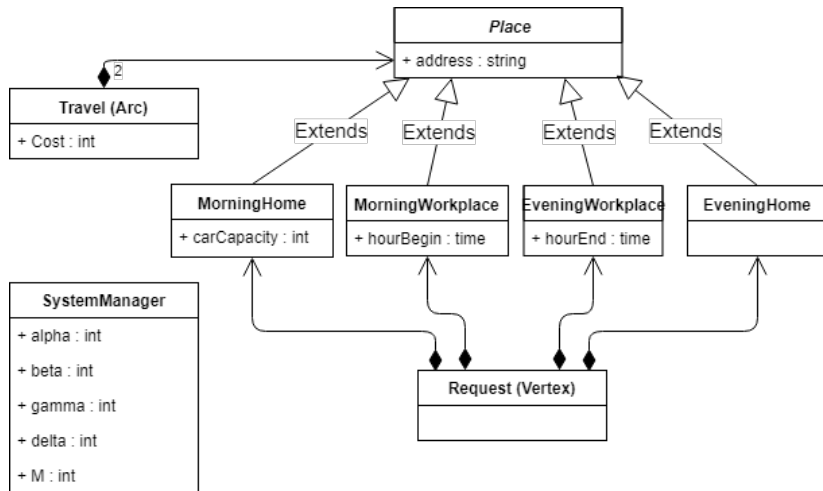 Place
+ address : string
2
Travel (Arc)
+ Cost : int
Extends
Extends
Extends
Extends
MorningHome
+ carCapacity : int
MorningWorkplace
+ hourBegin : time
EveningWorkplace
+ hourEnd : time
EveningHome
SystemManager
+ alpha : int
+ beta : int
+ gamma : int
+ delta : int
+ M : int
Request (Vertex)